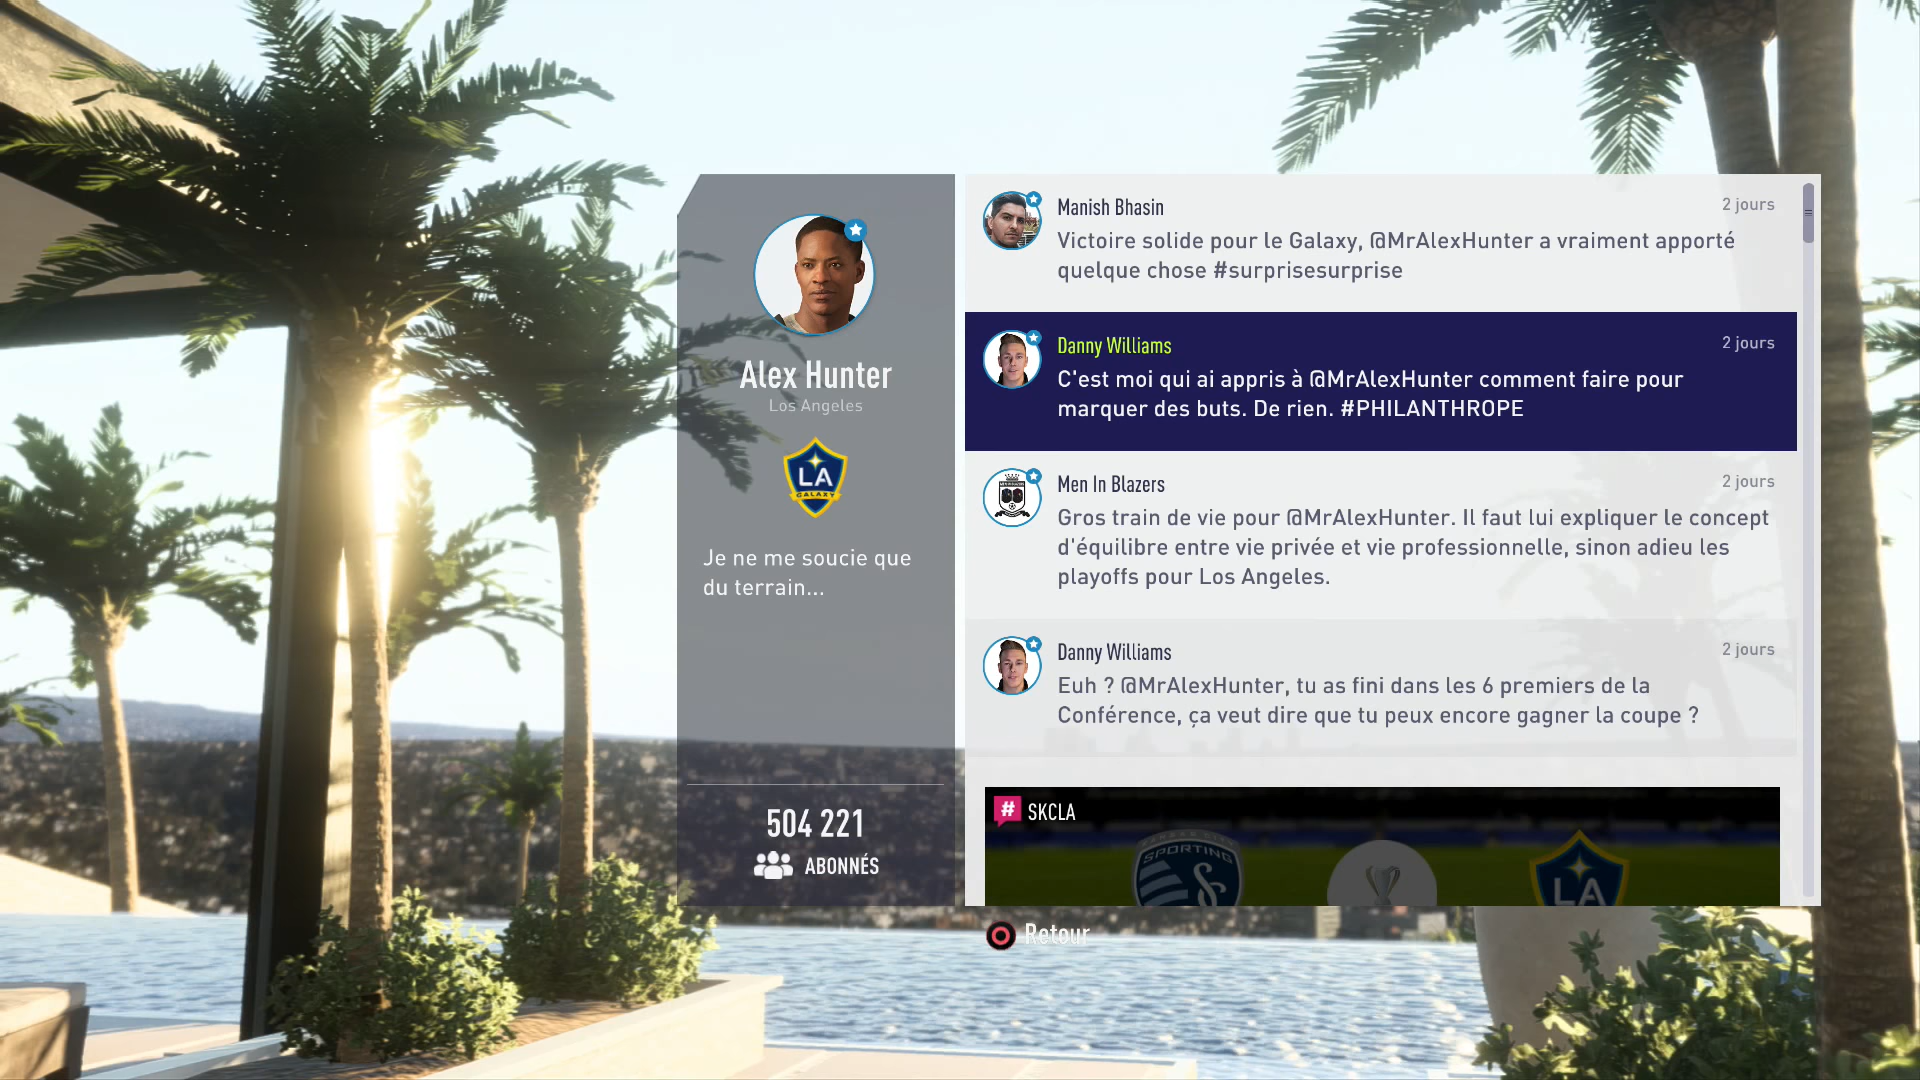 Alex Hunter
Los Angeles
LA
GALAXY
Je ne me soucie que
du terrain...
504 221
ABONNÉS
Manish Bhasin
2 jours
Victoire solide pour le Galaxy, @MrAlexHunter a vraiment apporté
quelque chose #surprisesurprise
Danny Williams
2 jours
C'est moi qui ai appris à @MrAlexHunter comment faire pour
marquer des buts. De rien. #PHILANTHROPE
Men In Blazers
2 jours
Gros train de vie pour @MrAlexHunter. Il faut lui expliquer le concept
d'équilibre entre vie privée et vie professionnelle, sinon adieu les
playoffs pour Los Angeles.
Danny Williams
2 jours
Euh ? @MrAlexHunter, tu as fini dans les 6 premiers de la
Conférence, ça veut dire que tu peux encore gagner la coupe ?
# SKCLA
SPORTING
LA
Retour